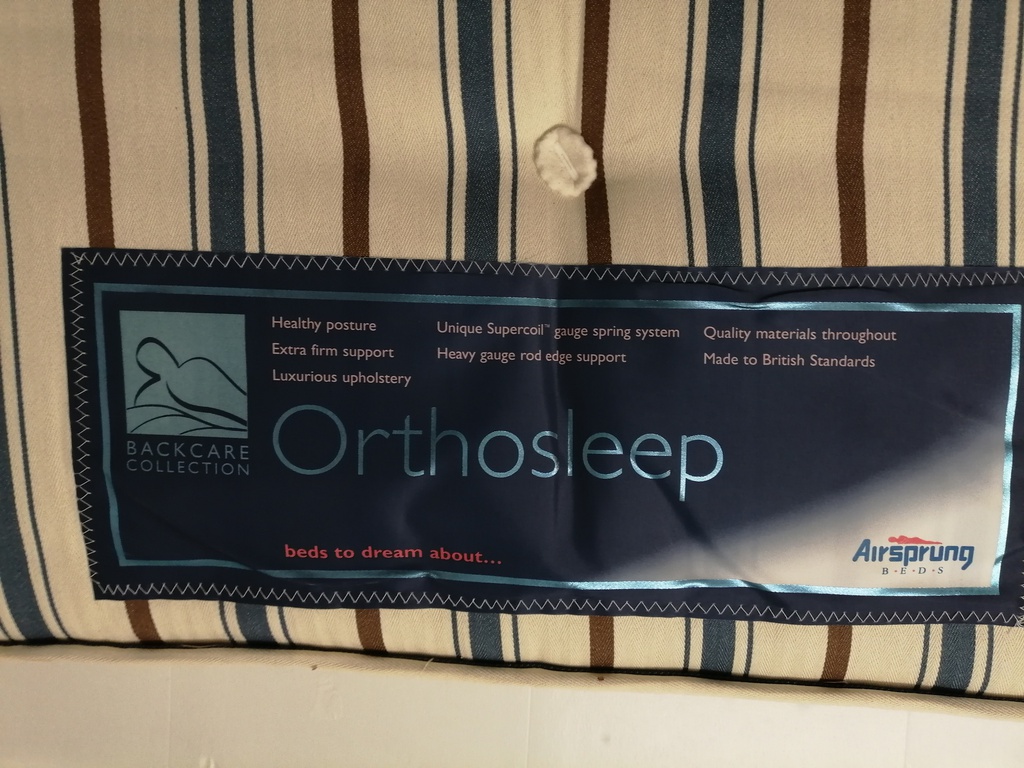 Healthy posture
Extra firm support
Luxurious upholstery
Unique Supercoil™ gauge spring system
Heavy gauge rod edge support
Quality materials throughout
Made to British Standards
BACKCARE
COLLECTION
Orthosleep
beds to dream about...
Airsprung
B·E·D·S